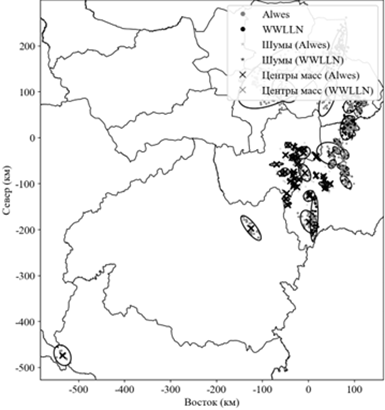 Alwes
WWLLN
Шумы (Alwes)
Шумы (WWLLN)
Центры масс (Alwes)
Центры масс (WWLLN)
200
100
0
-100
-200
-300
-400
-500
Север (км)
-500 -400 -300 -200 -100 0 100
Восток (км)